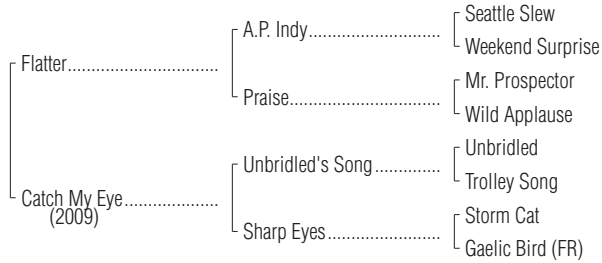 Seattle Slew
A.P. Indy............................
Weekend Surprise
Flatter................................
Mr. Prospector
Praise................................
Wild Applause
Unbridled
Unbridled's Song..............
Trolley Song
Catch My Eye....................
(2009)
Storm Cat
Sharp Eyes........................
Gaelic Bird (FR)